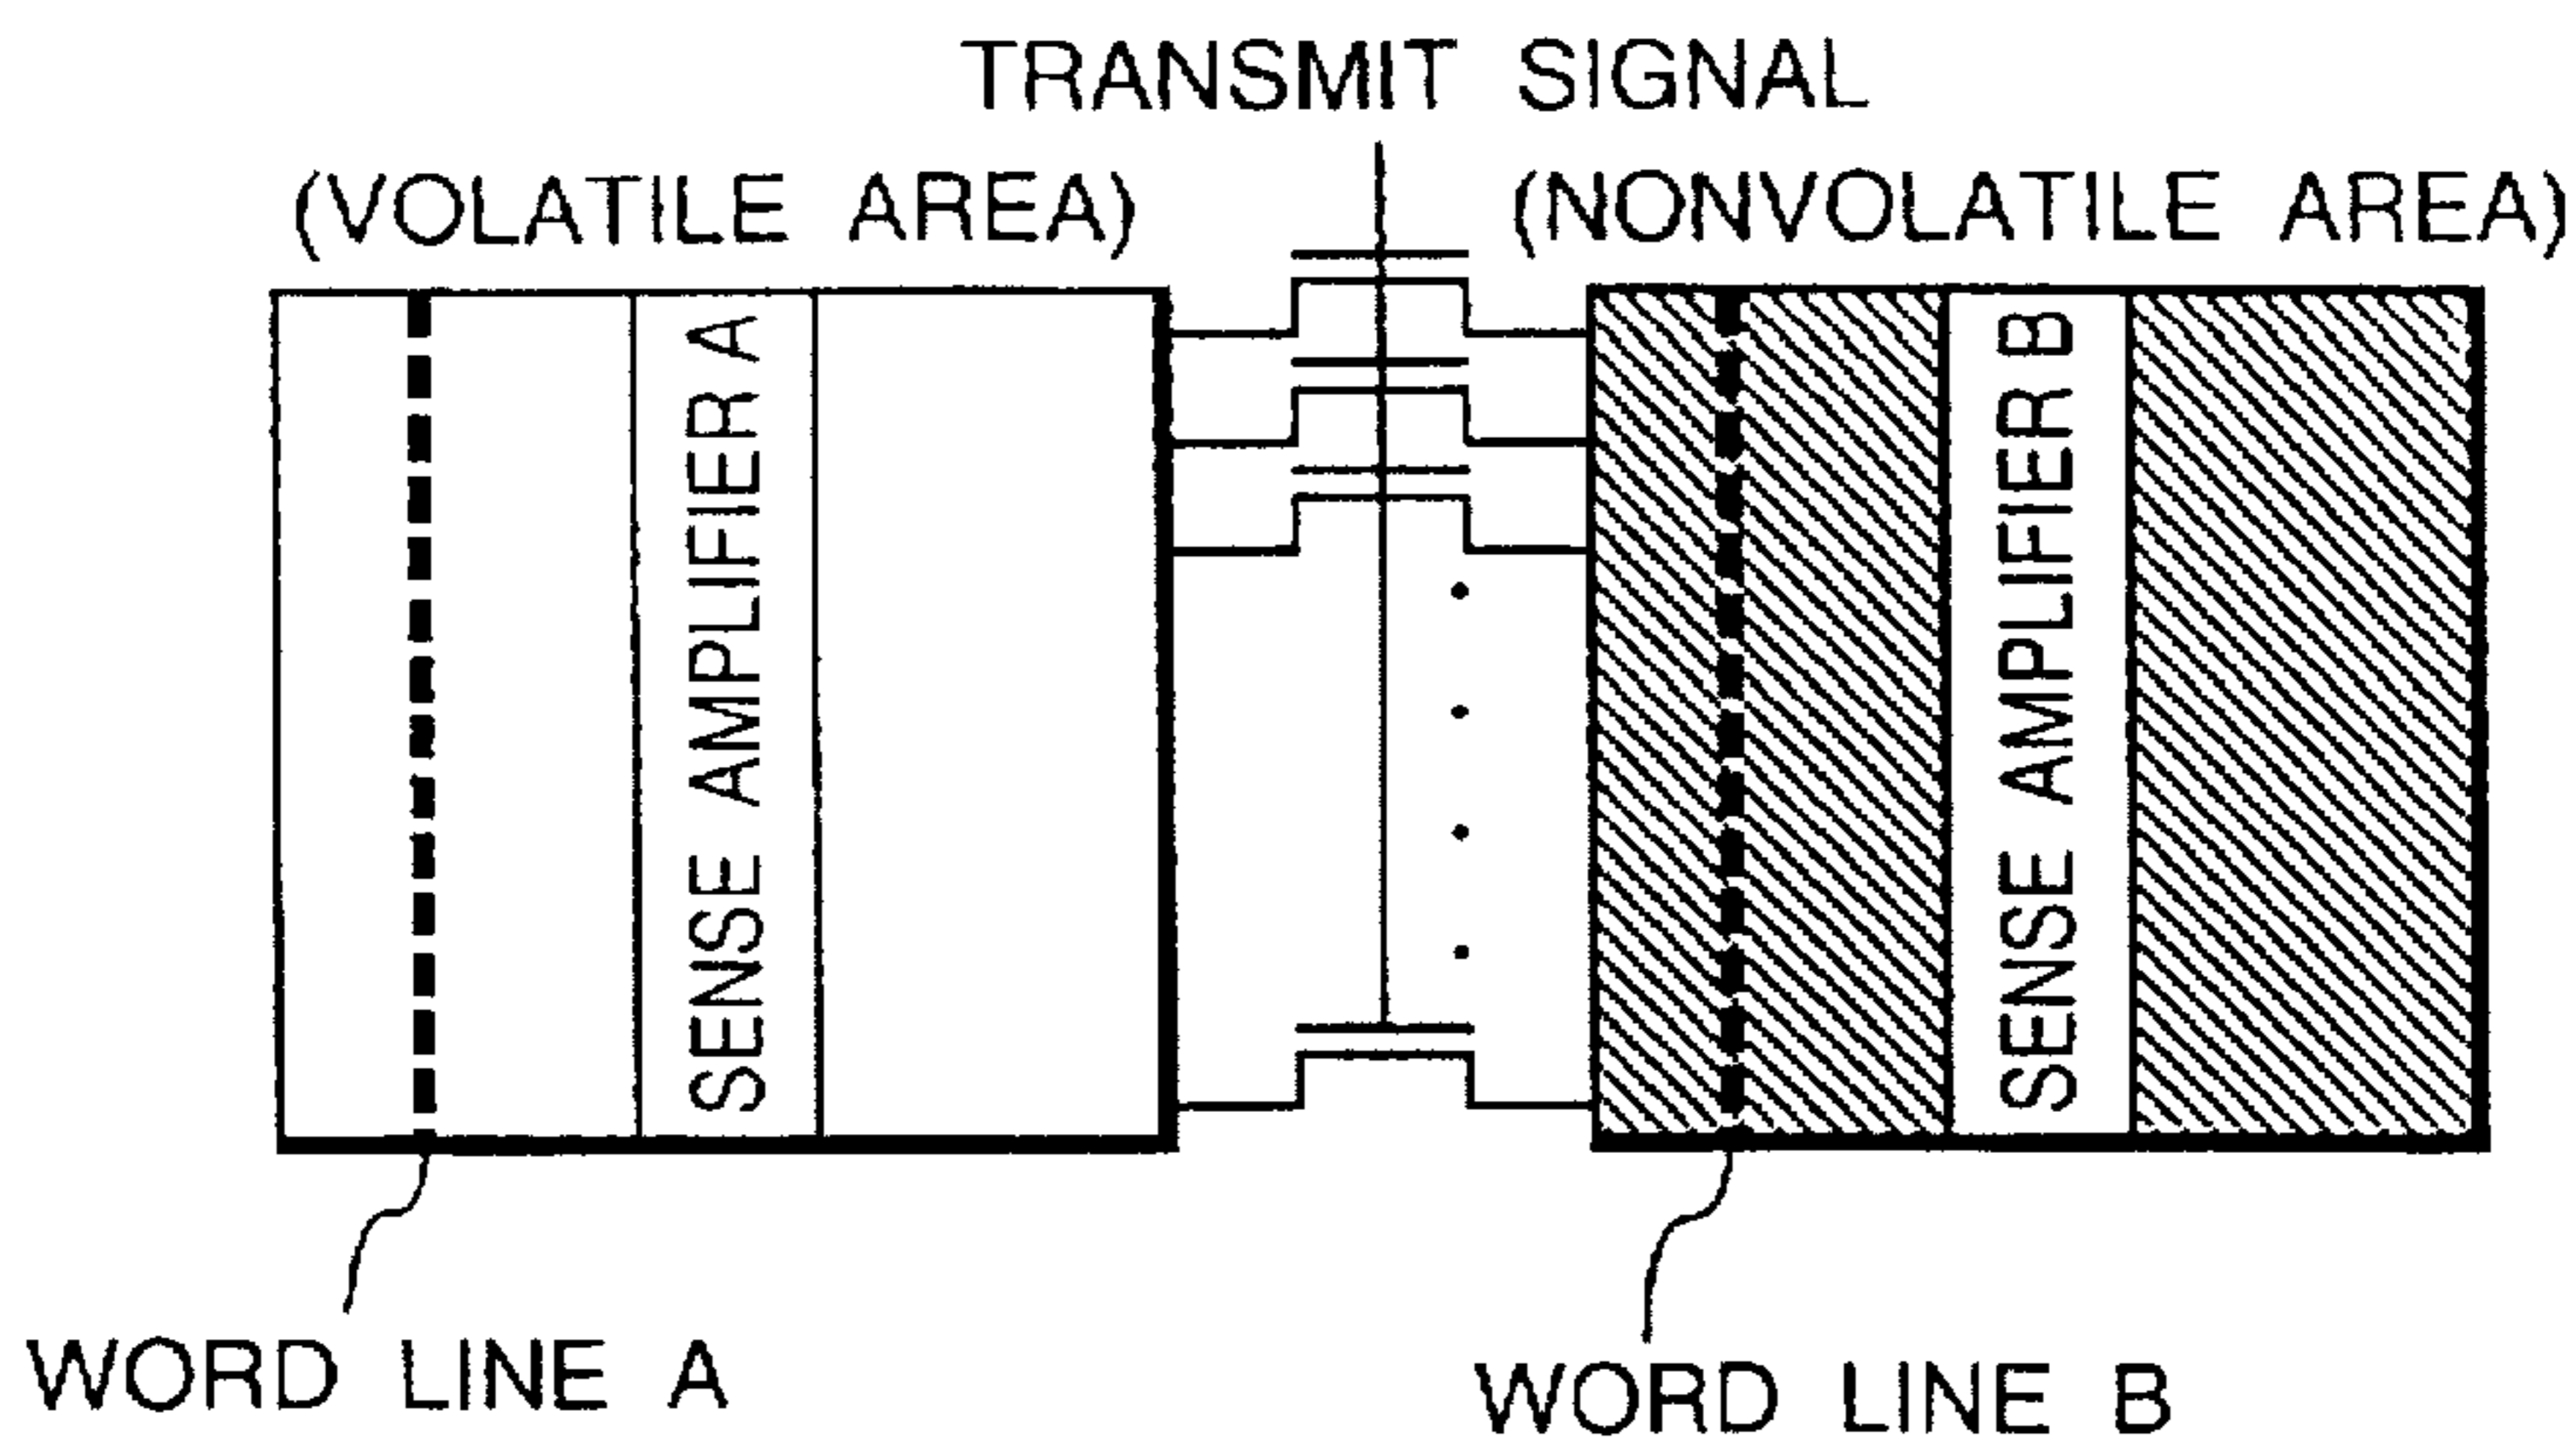 TRANSMIT SIGNAL
(VOLATILE AREA)
(NONVOLATILE AREA)
SENSE AMPLIFIER A
SENSE AMPLIFIER B
WORD LINE A
WORD LINE B